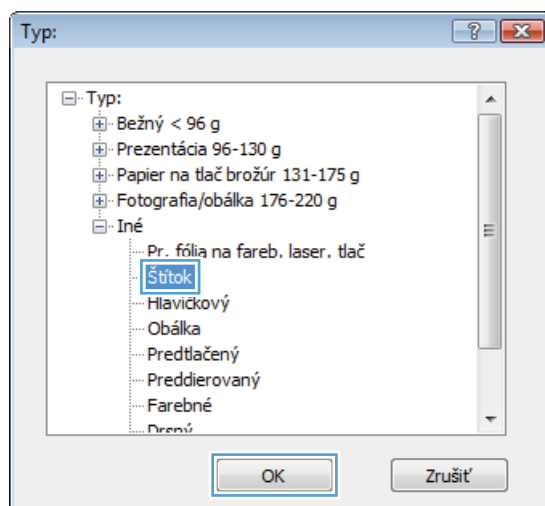 Typ:
Typ:
Bežný < 96 g
Prezentácia 96-130 g
Papier na tlač brožúr 131-175 g
Fotografia/obálka 176-220 g
Iné
Pr. fólia na fareb. laser. tlač
Štítok
Hlavičkový
Obálka
Predtlačený
Preddierovaný
Farebné
Drsný
OK Zrušiť